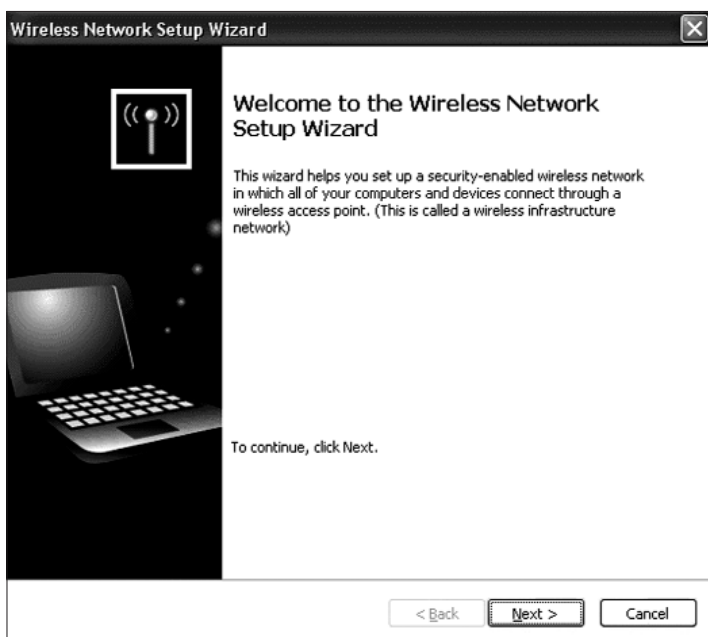 Wireless Network Setup Wizard
Welcome to the Wireless Network
Setup Wizard
This wizard helps you set up a security-enabled wireless network
in which all of your computers and devices connect through a
wireless access point. (This is called a wireless infrastructure
network)
To continue, click Next.
< Back
Next >
Cancel